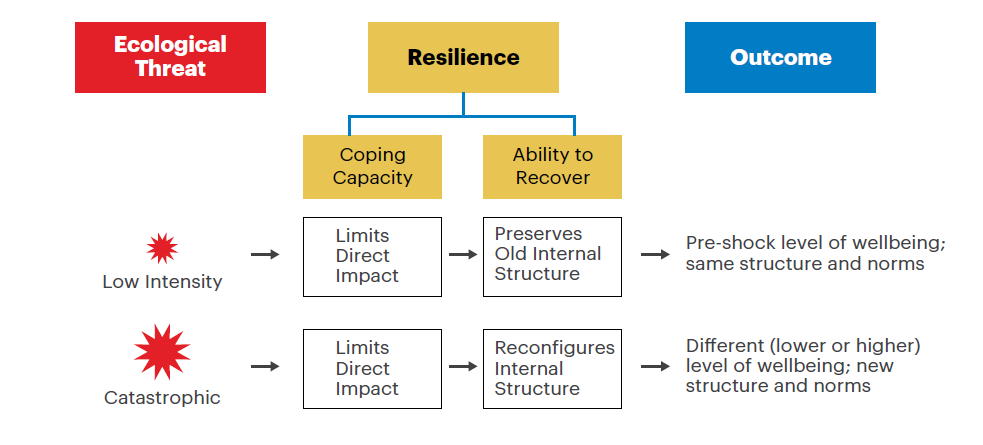 Ecological
Threat
Resilience
Outcome
Coping
Capacity
Ability to
Recover
Low Intensity
Limits
Direct
Impact
Preserves
Old Internal
Structure
Pre-shock level of wellbeing;
same structure and norms
Catastrophic
Limits
Direct
Impact
Reconfigures
Internal
Structure
Different (lower or higher)
level of wellbeing; new
structure and norms